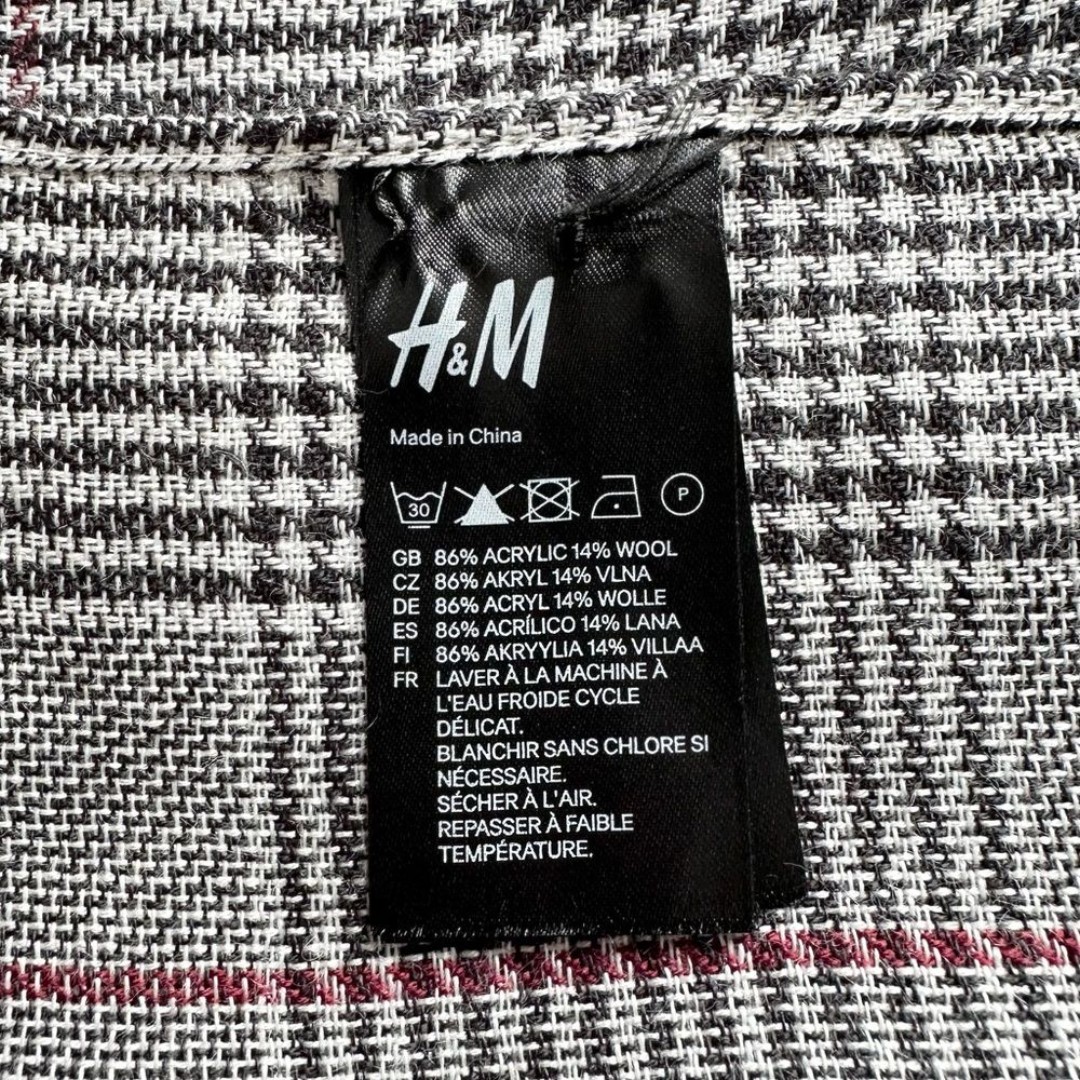 H&M
Made in China
30 P
GB 86% ACRYLIC 14% WOOL
CZ 86% AKRYL 14% VLNA
DE 86% ACRYL 14% WOLLE
ES 86% ACRÍLICO 14% LANA
FI 86% AKRYYLIA 14% VILLAA
FR LAVER À LA MACHINE À
L'EAU FROIDE CYCLE
DÉLICAT.
BLANCHIR SANS CHLORE SI
NÉCESSAIRE.
SÉCHER À L'AIR.
REPASSER À FAIBLE
TEMPÉRATURE.